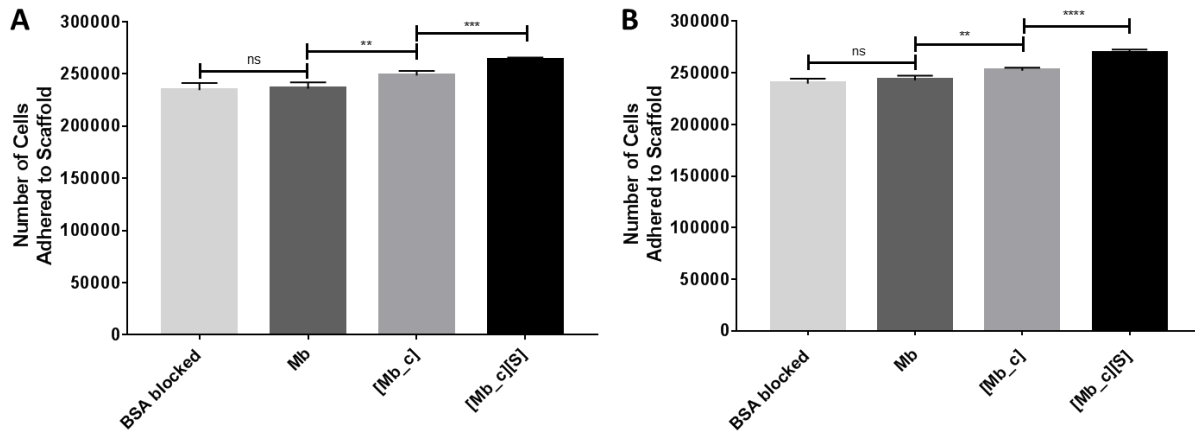 A
Number of Cells
Adhered to Scaffold
300000
250000
200000
150000
100000
50000
0
ns
**
***
BSA blocked
Mb
[Mb_c]
[Mb_c][S]
B
Number of Cells
Adhered to Scaffold
300000
250000
200000
150000
100000
50000
0
ns
**
****
BSA blocked
Mb
[Mb_c]
[Mb_c][S]